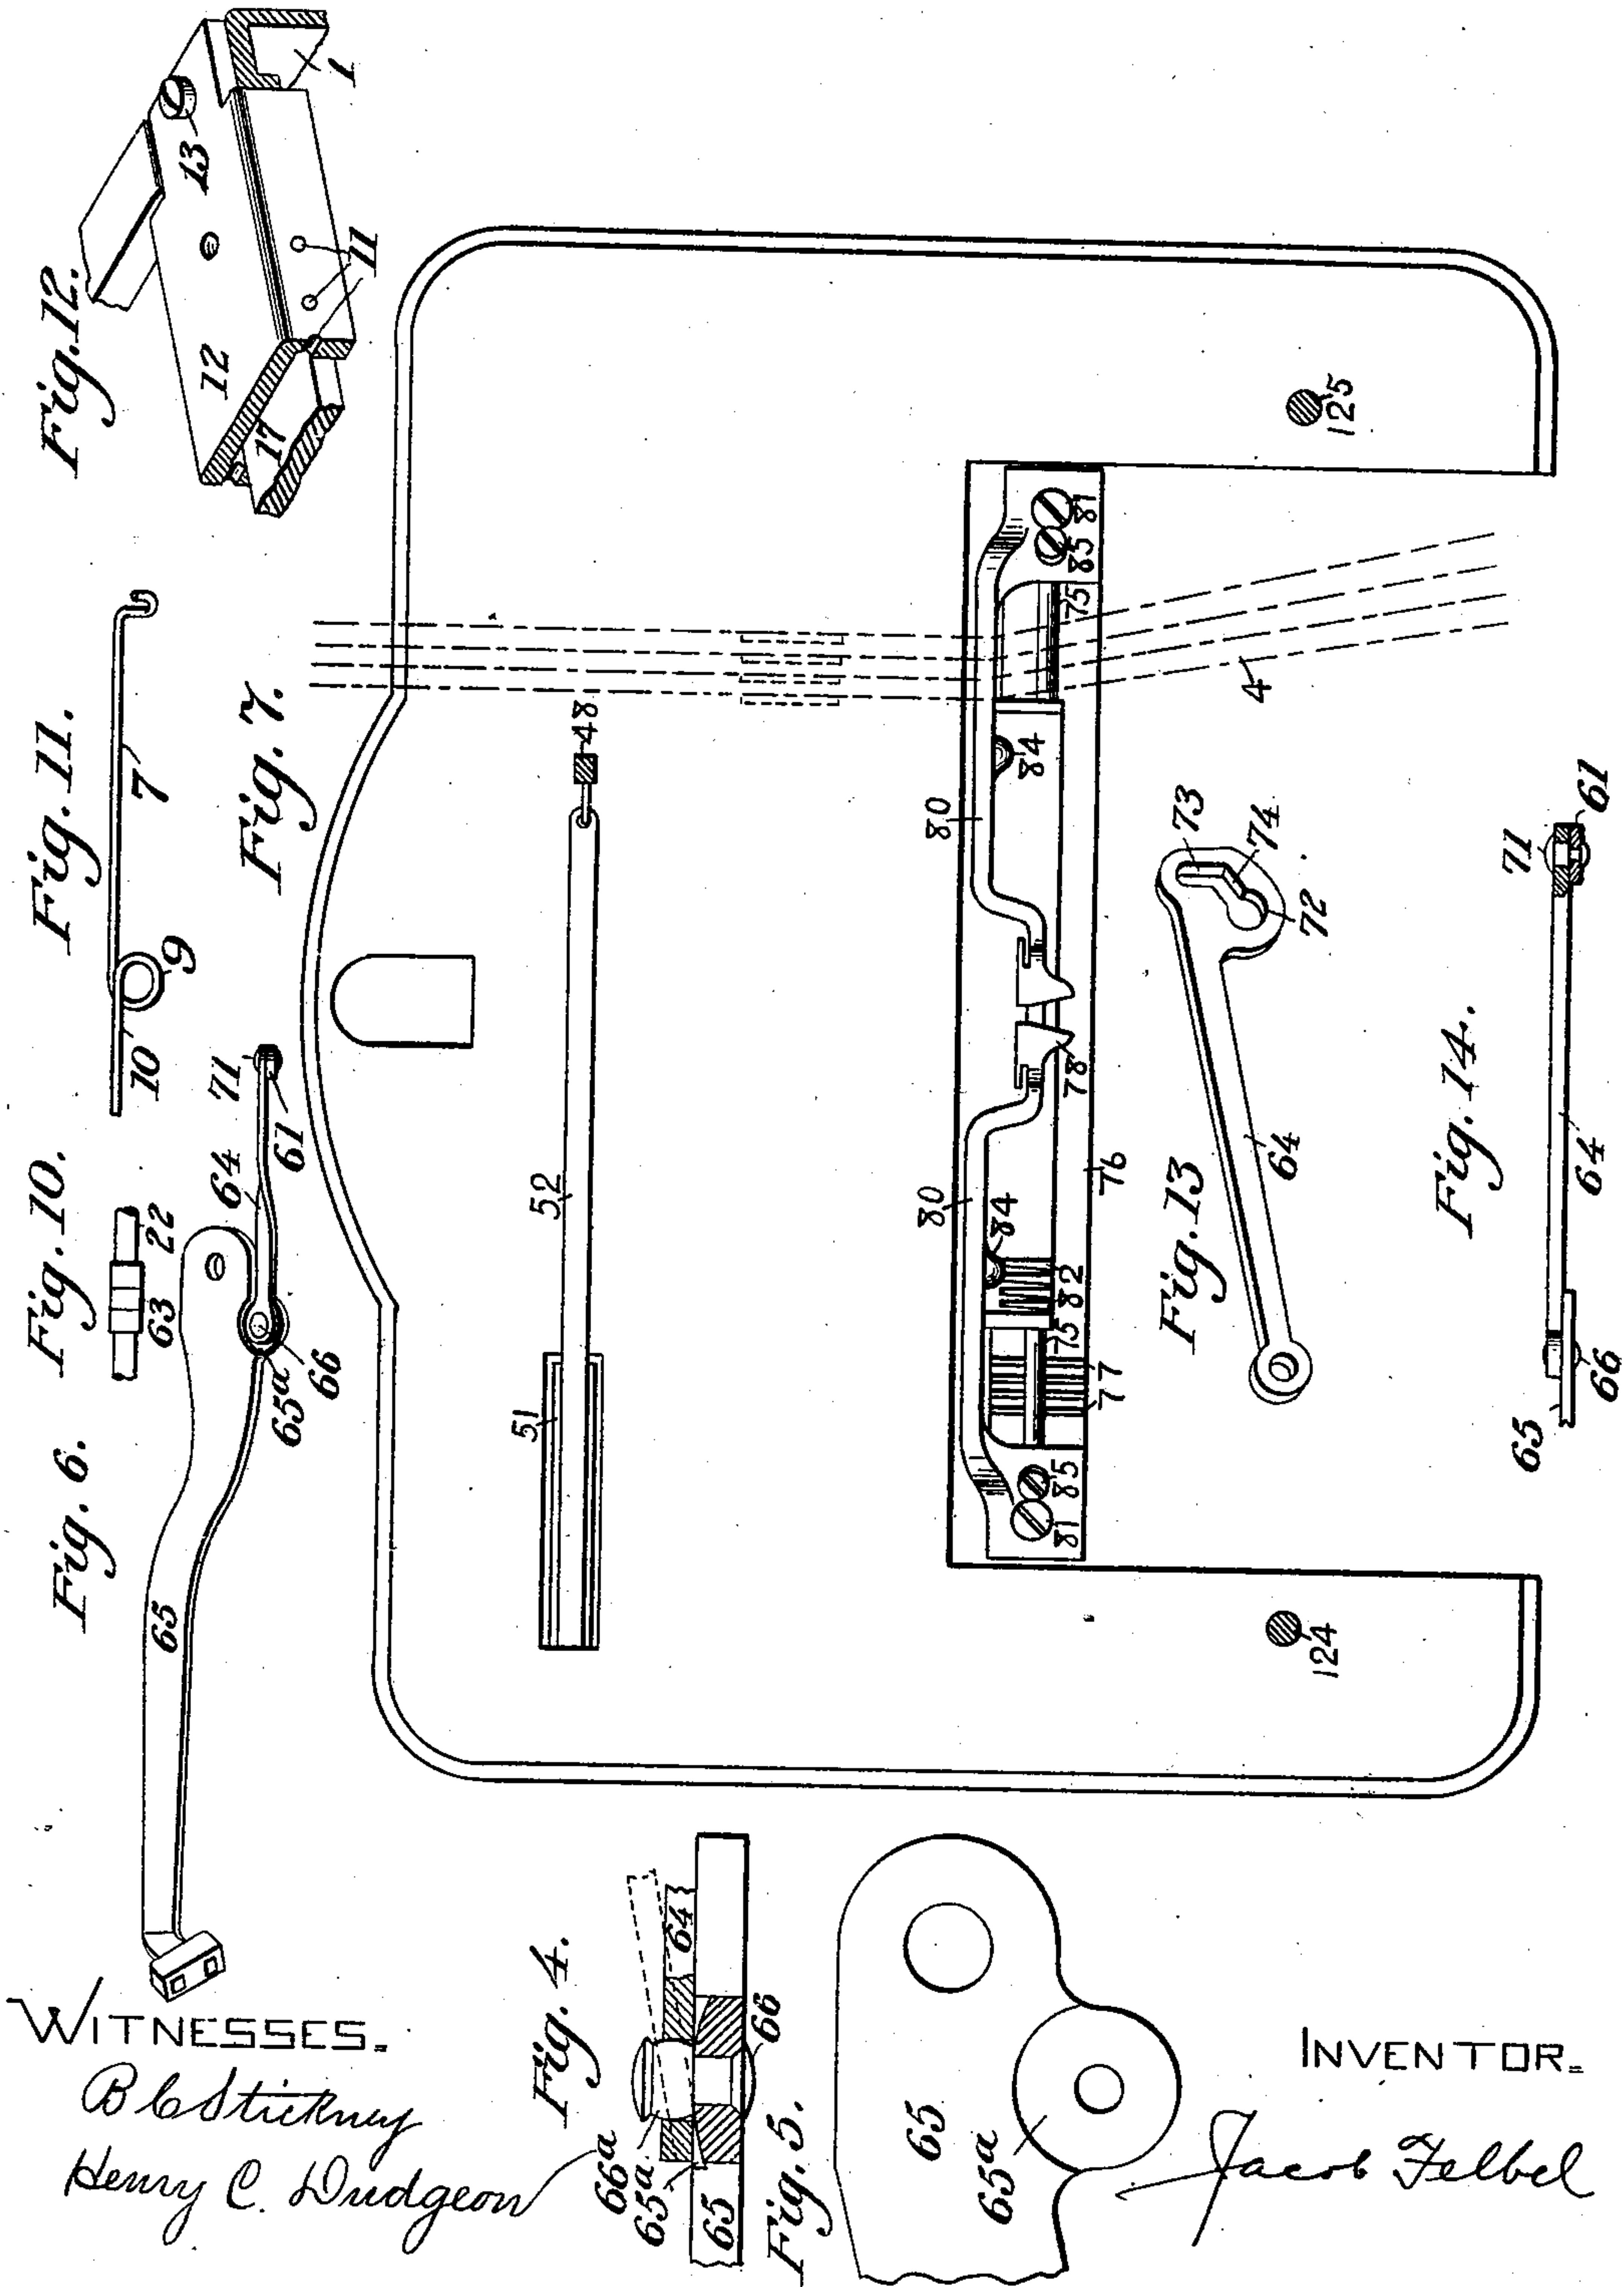 Fig. 12.
13
1
12
11
17
Fig. 11.
7
9
10
Fig. 10.
22
63
Fig. 6.
65
64
71
61
65a
66
Fig. 7.
48
52
51
4
125
80
84
81
85
75
78
76
80
84
82
75
77
85
81
124
Fig. 13
73
74
72
64
Fig. 14.
71
61
64
66
65
Fig. 4.
64
66
66a
65a
65
Fig. 5.
65
65a
WITNESSES.
B C Stickney
Henry C. Dudgeon
INVENTOR.
Jacob Felbel